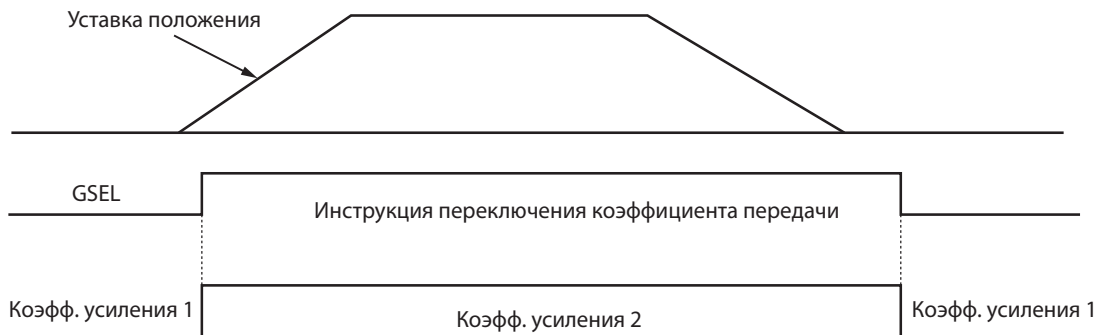 Уставка положения
GSEL
Инструкция переключения коэффициента передачи
Коэфф. усиления 1
Коэфф. усиления 2
Коэфф. усиления 1